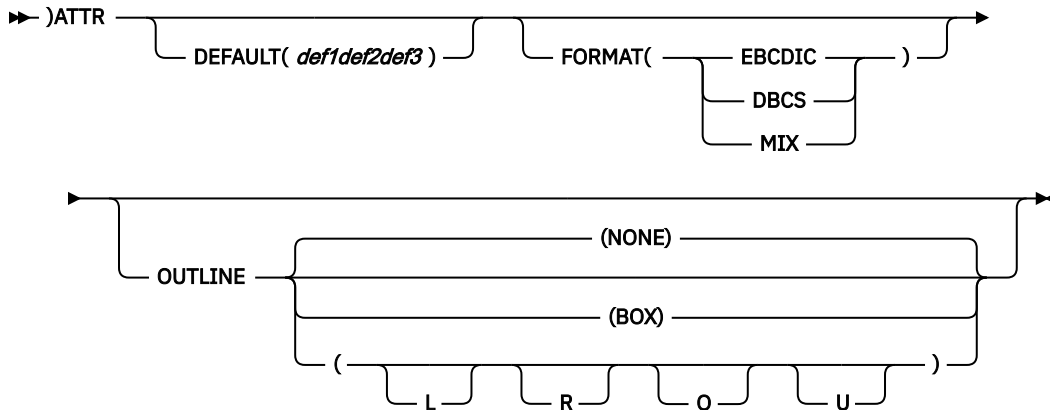 )ATTR
DEFAULT( def1def2def3 )
FORMAT( EBCDIC )
DBCS
MIX
(NONE)
OUTLINE
(BOX)
( )
L R O U